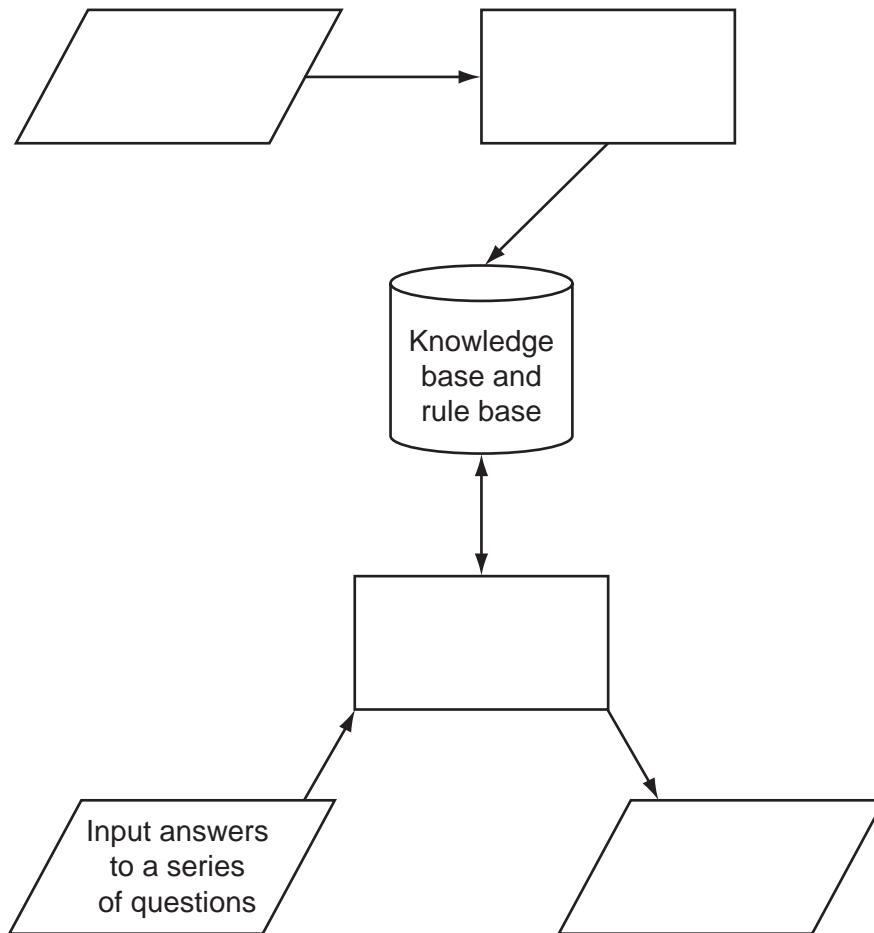 Knowledge
base and
rule base
Input answers
to a series
of questions